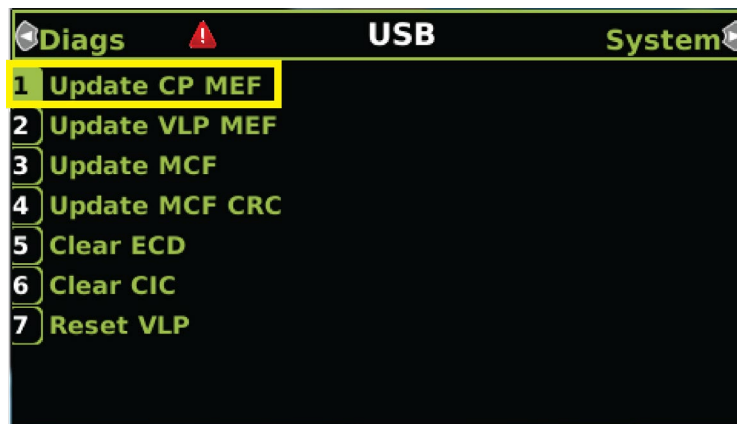 Diags USB System
1 Update CP MEF
2 Update VLP MEF
3 Update MCF
4 Update MCF CRC
5 Clear ECD
6 Clear CIC
7 Reset VLP